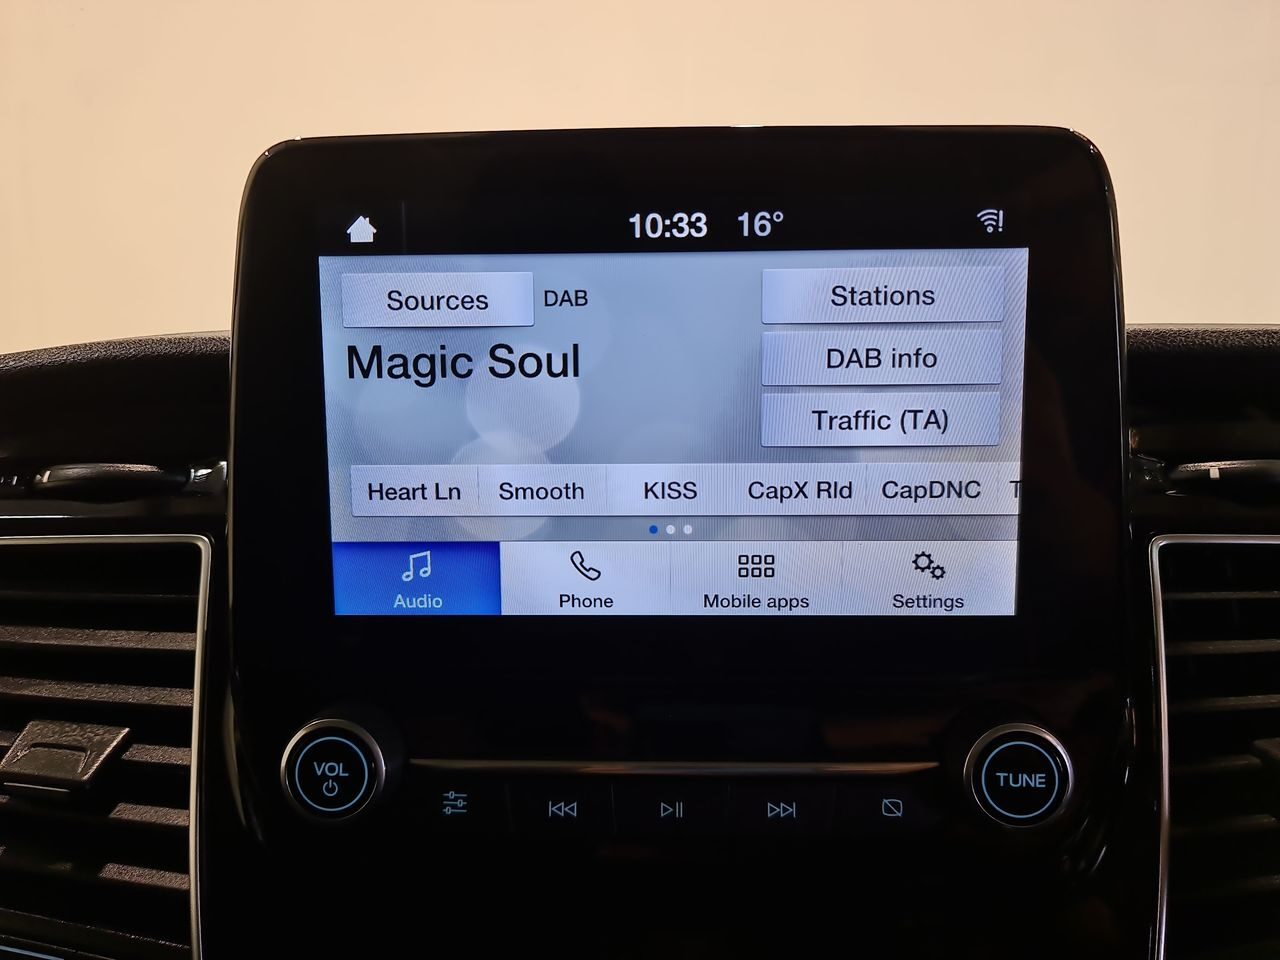 10:33 16°
Sources DAB Stations
Magic Soul DAB info
Traffic (TA)
Heart Ln Smooth KISS CapX Rld CapDNC T
Audio Phone Mobile apps Settings
VOL TUNE